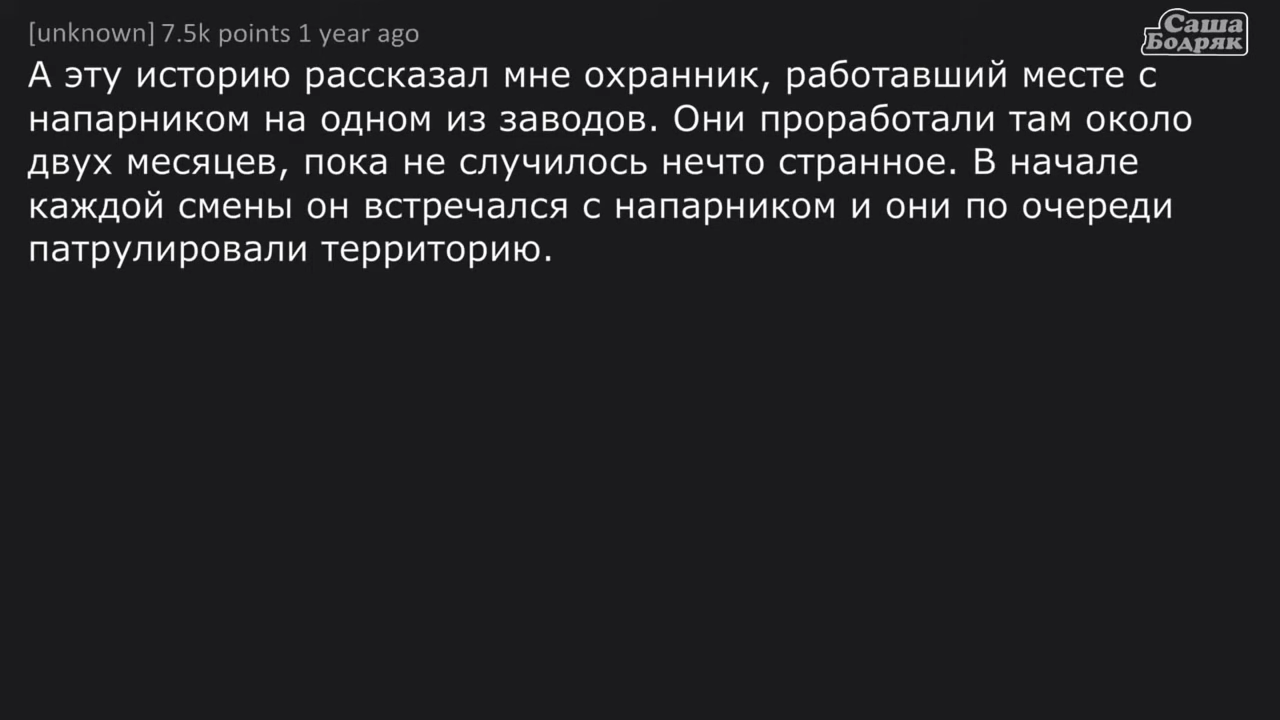 [unknown] 7.5k points 1 year ago
Саша
Бодряк
А эту историю рассказал мне охранник, работавший месте с
напарником на одном из заводов. Они проработали там около
двух месяцев, пока не случилось нечто странное. В начале
каждой смены он встречался с напарником и они по очереди
патрулировали территорию.